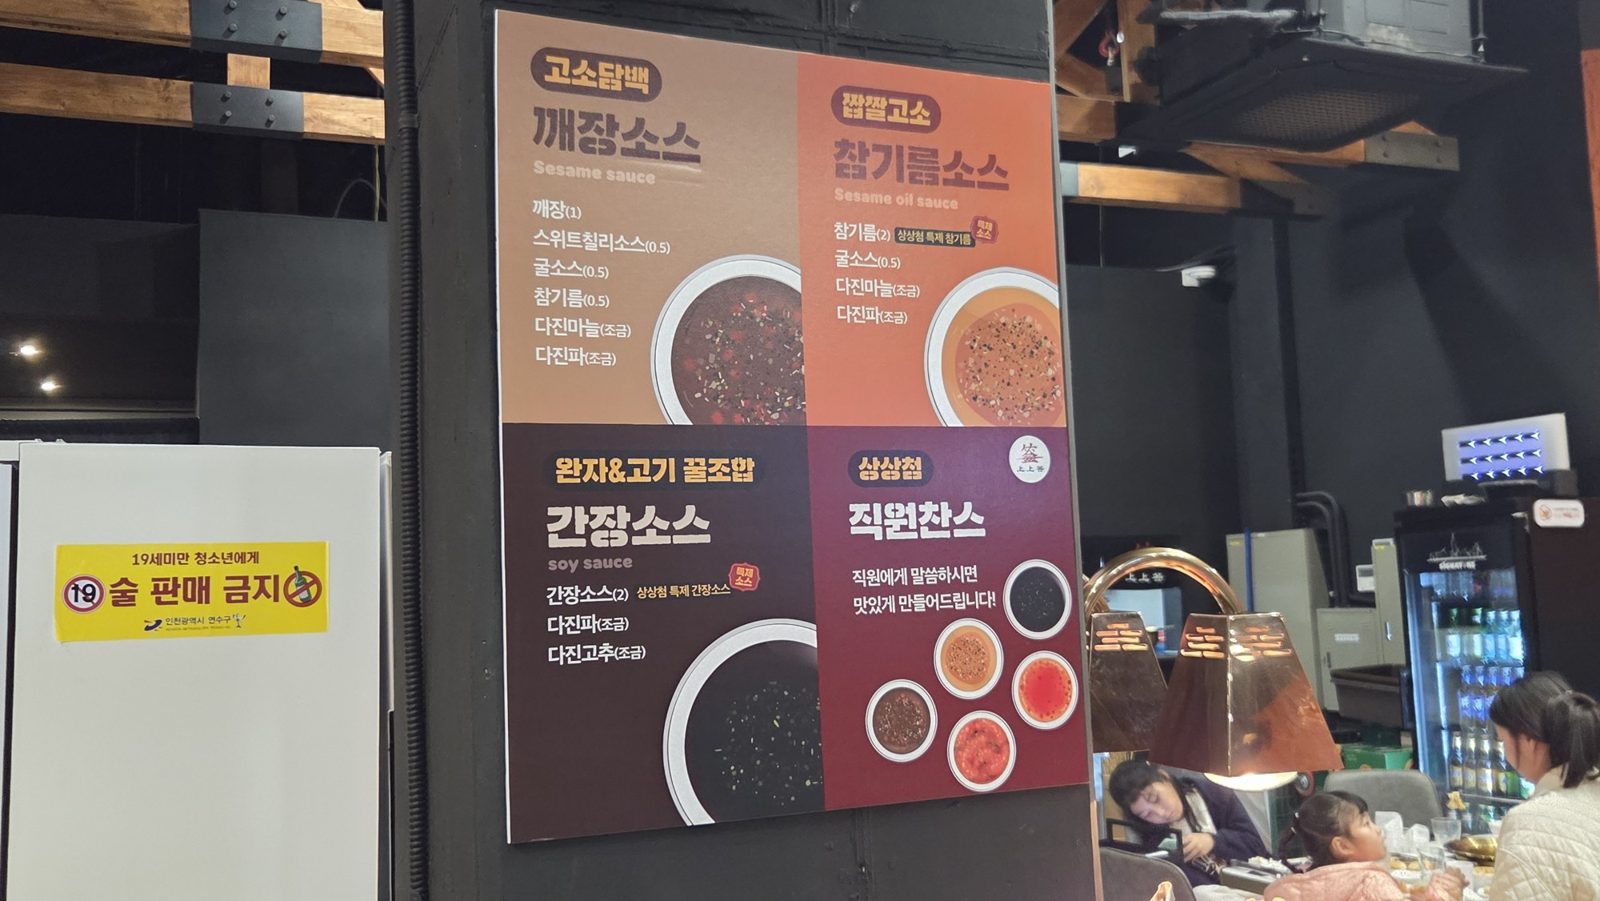 고소담백
깨장소스
Sesame sauce
깨장(1)
스위트칠리소스(0.5)
굴소스(0.5)
참기름(0.5)
다진마늘(조금)
다진파(조금)
짭짤고소
참기름소스
Sesame oil sauce
참기름(2) 상상첨 특제 참기름 특제 소스
굴소스(0.5)
다진마늘(조금)
다진파(조금)
완자&고기 꿀조합
간장소스
soy sauce
간장소스(2) 상상첨 특제 간장소스 특제 소스
다진파(조금)
다진고추(조금)
상상첨
上上
직원찬스
직원에게 말씀하시면
맛있게 만들어드립니다!
19세미만 청소년에게
19 술 판매 금지
인천광역시 연수구